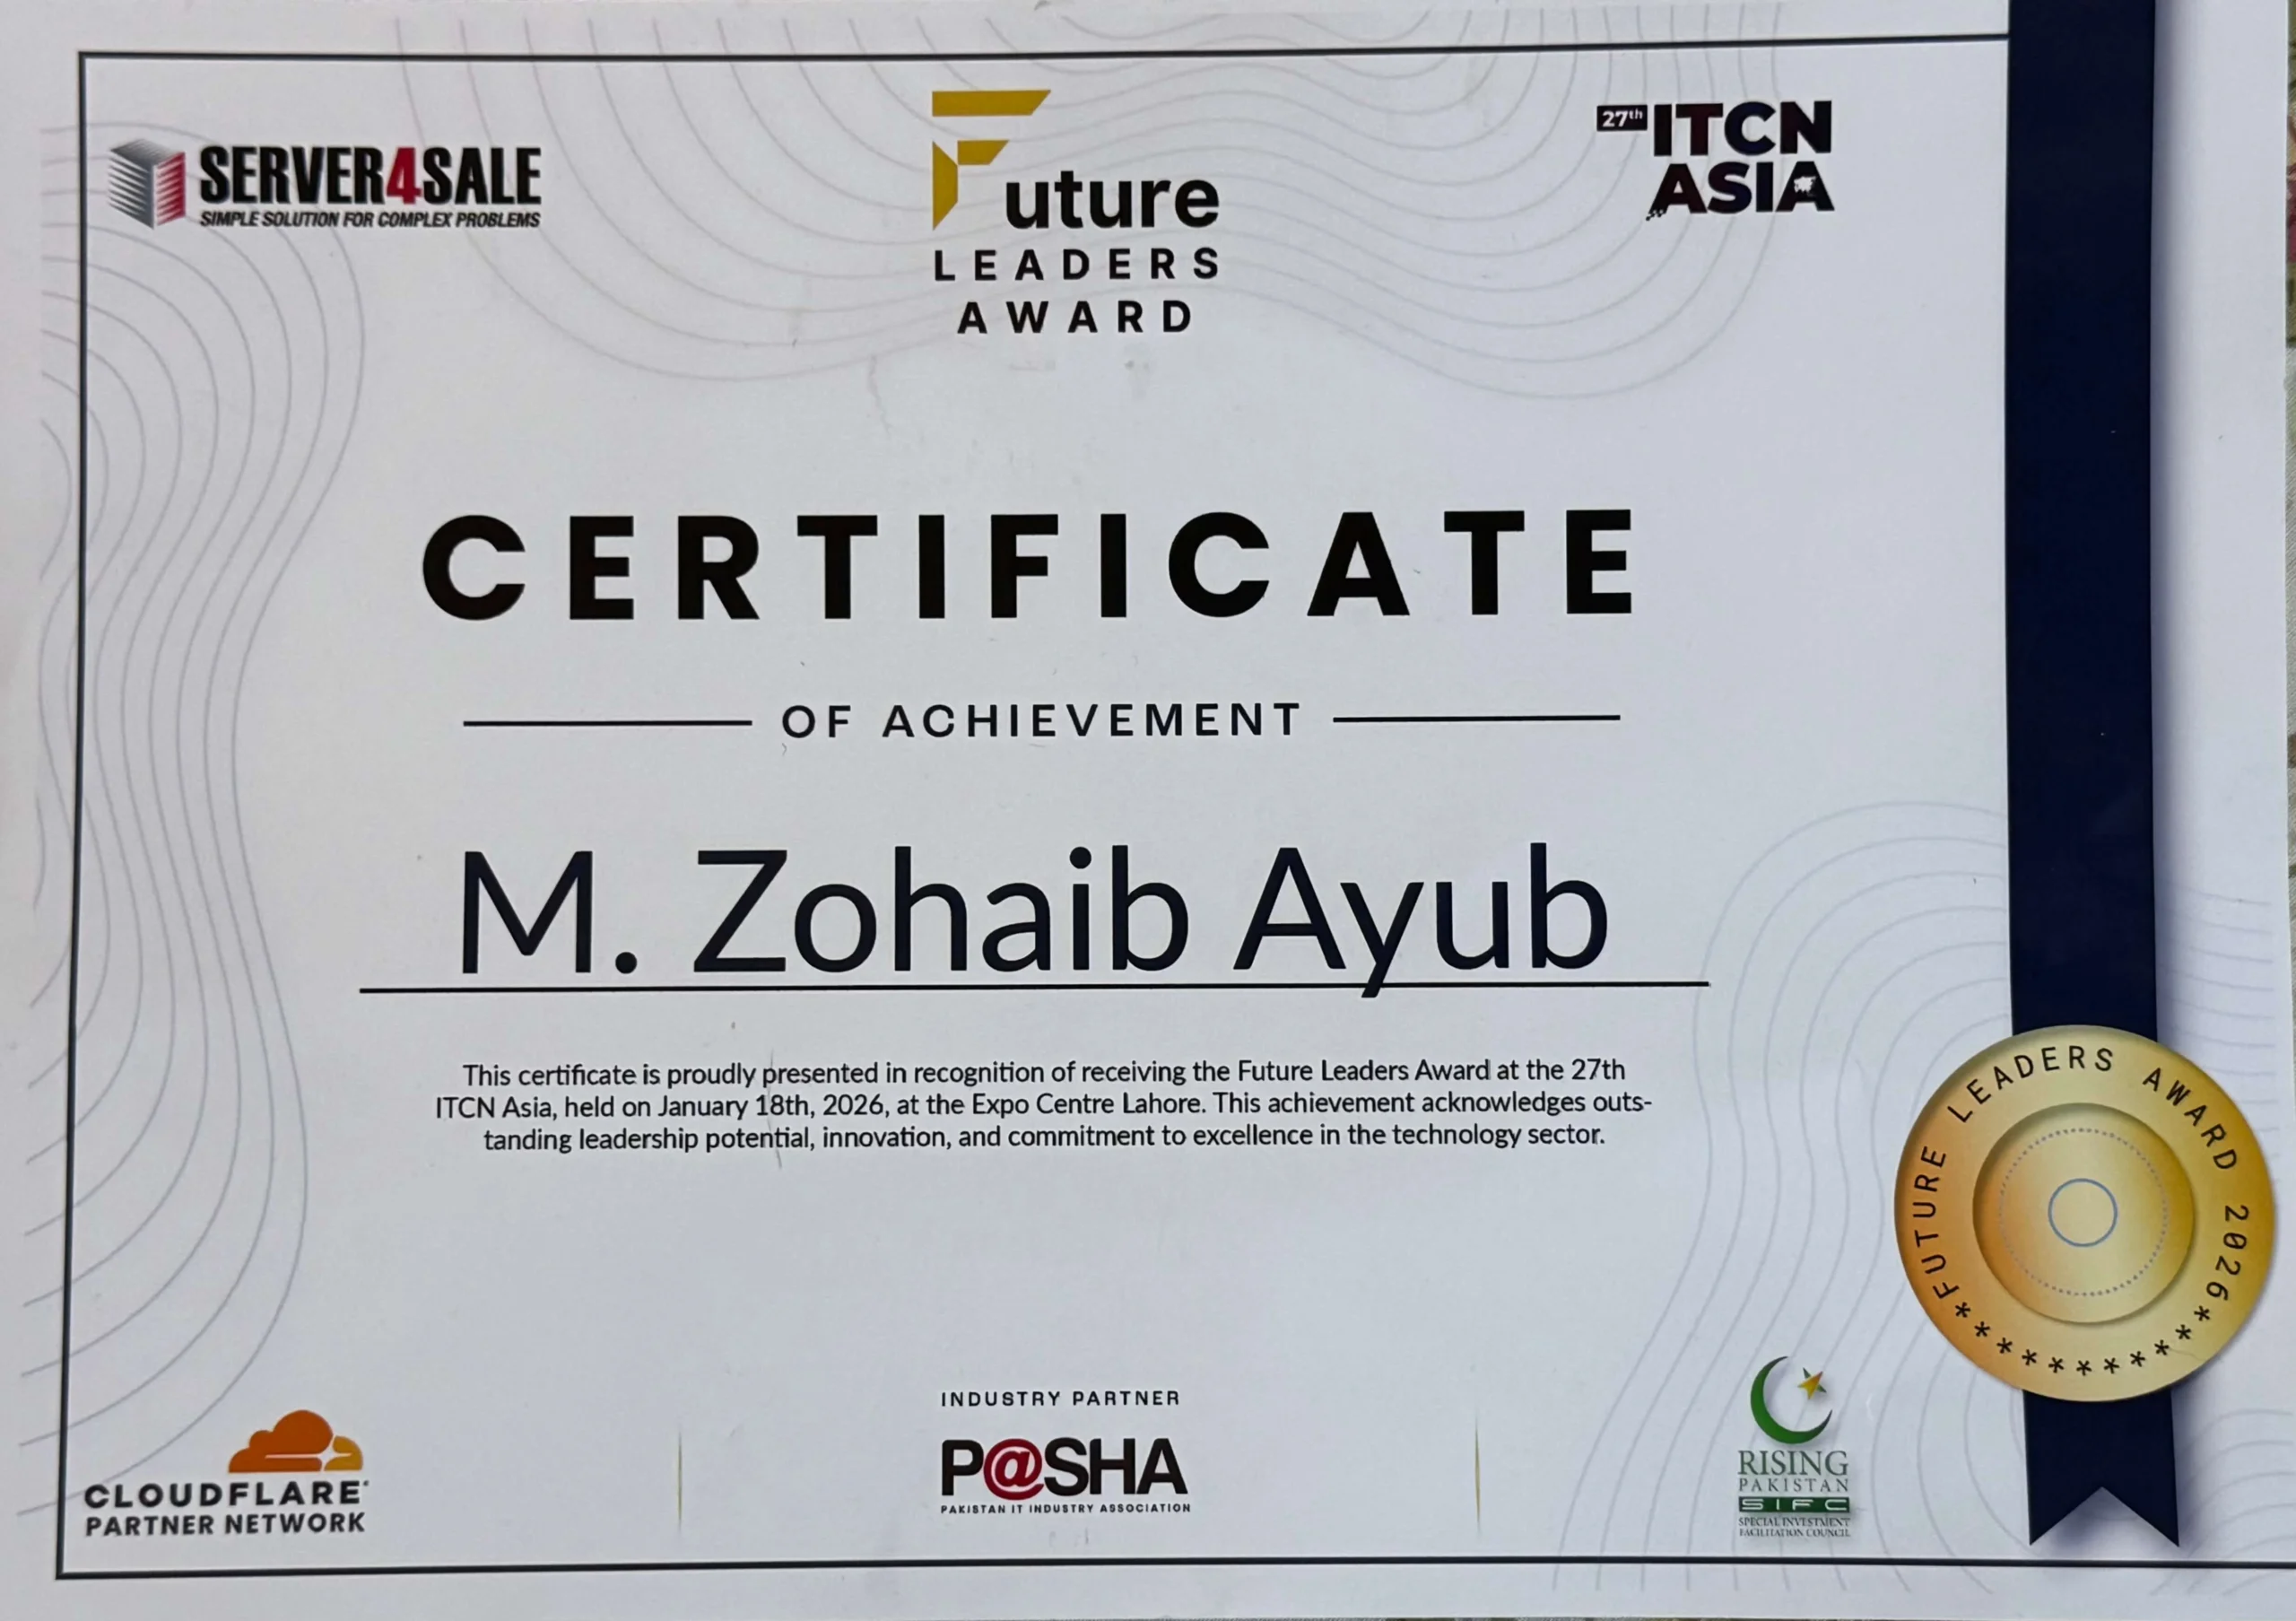 SERVER4SALE
SIMPLE SOLUTION FOR COMPLEX PROBLEMS
Future
LEADERS
AWARD
27th ITCN
ASIA
CERTIFICATE
OF ACHIEVEMENT
M. Zohaib Ayub
This certificate is proudly presented in recognition of receiving the Future Leaders Award at the 27th
ITCN Asia, held on January 18th, 2026, at the Expo Centre Lahore. This achievement acknowledges outs-
tanding leadership potential, innovation, and commitment to excellence in the technology sector.
*FUTURE LEADERS AWARD 2026**********
CLOUDFLARE
PARTNER NETWORK
INDUSTRY PARTNER
P@SHA
PAKISTAN IT INDUSTRY ASSOCIATION
RISING
PAKISTAN
SIFC
SPECIAL INVESTMENT
FACILITATION COUNCIL